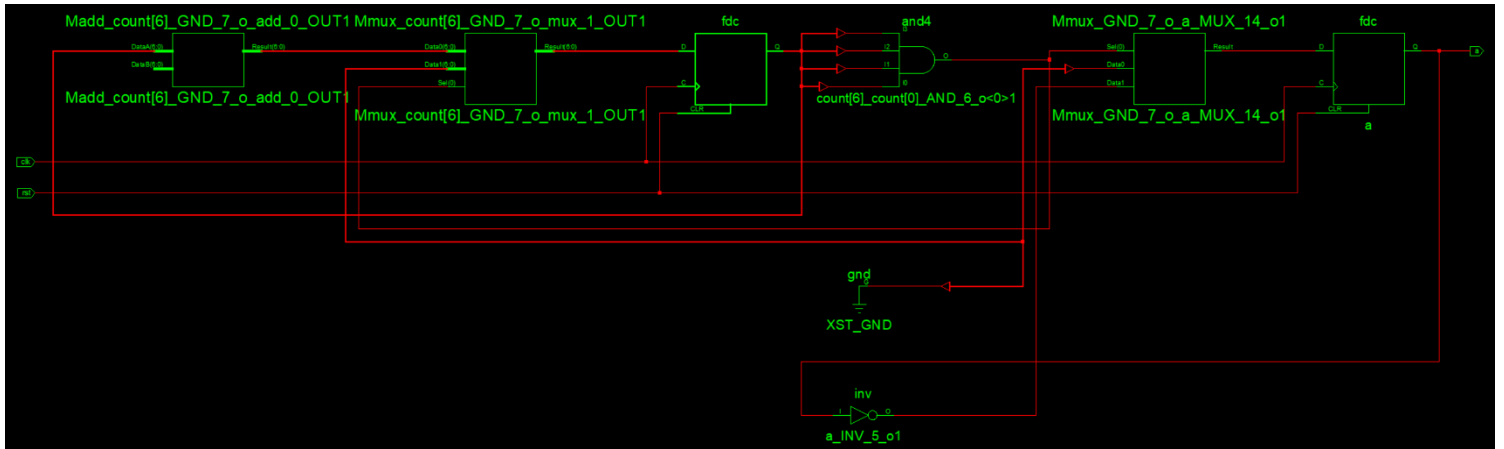 Madd_count[6]_GND_7_o_add_0_OUT1
Mmux_count[6]_GND_7_o_mux_1_OUT1
fdc
and4
Mmux_GND_7_o_a_MUX_14_o1
fdc
DataA(6:0)
Result(6:0)
DataB(6:0)
Data0(6:0)
Result(6:0)
Data1(6:0)
Sel(0)
D
Q
C
CLR
I3
I2
I1
I0
O
Sel(0)
Result
Data0
Data1
D
Q
C
CLR
a
Madd_count[6]_GND_7_o_add_0_OUT1
Mmux_count[6]_GND_7_o_mux_1_OUT1
count[6]_count[0]_AND_6_o<0>1
Mmux_GND_7_o_a_MUX_14_o1
a
clk
rst
gnd
G
XST_GND
inv
I
O
a_INV_5_o1